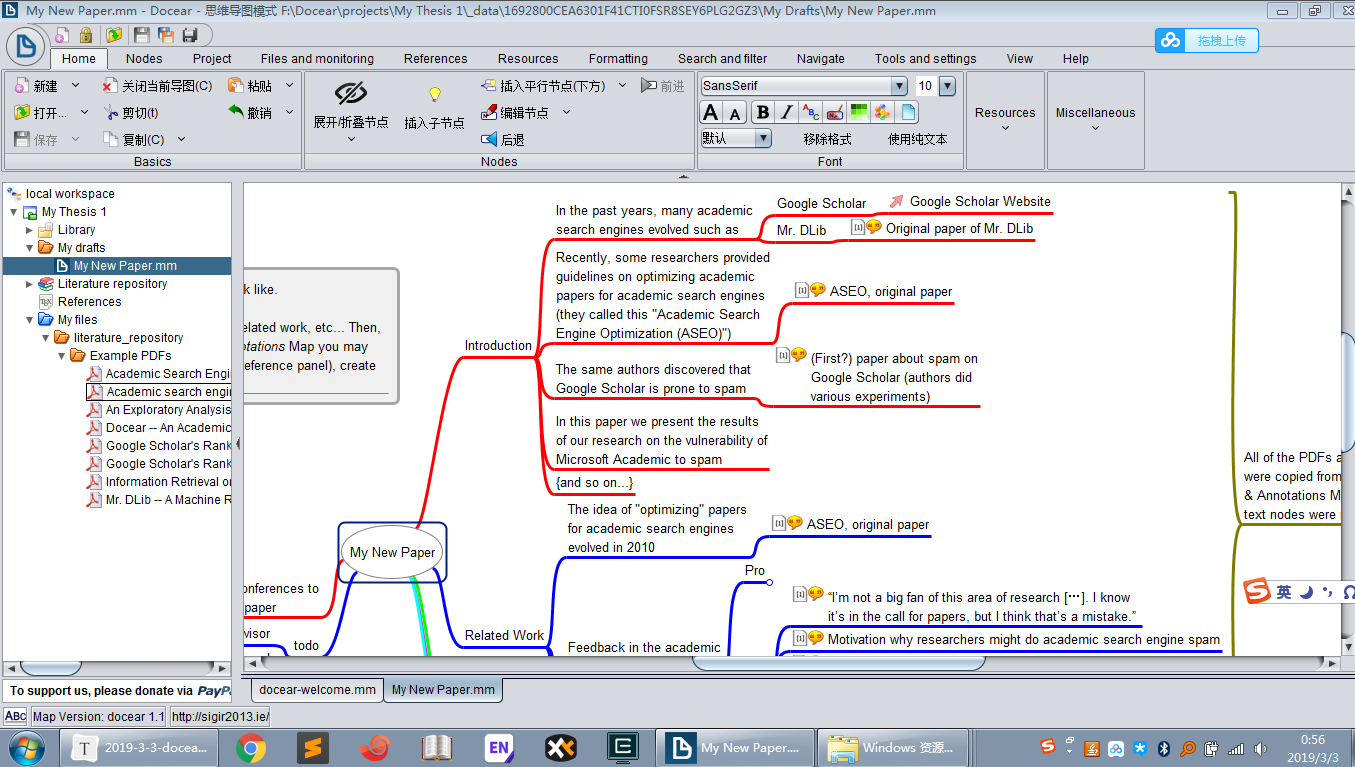 My New Paper.mm - Docear - 思维导图模式 F:\Docear\projects\My Thesis 1\_data\1692800CEA6301F41CTI0FSR8SEY6PLG2GZ3\My Drafts\My New Paper.mm
拖拽上传
Home Nodes Project Files and monitoring References Resources Formatting Search and filter Navigate Tools and settings View Help
新建 关闭当前导图(C) 粘贴
打开... 剪切(t) 撤销
保存 复制(C)
Basics
展开/折叠节点 插入子节点
插入平行节点(下方) 前进
编辑节点
后退
Nodes
SansSerif 10
默认 移除格式 使用纯文本
Font
Resources
Miscellaneous
local workspace
My Thesis 1
Library
My drafts
My New Paper.mm
Literature repository
References
My files
literature_repository
Example PDFs
Academic Search Engi
Academic search engin
An Exploratory Analysis
Docear -- An Academic
Google Scholar's Rank
Google Scholar's Rank
Information Retrieval o
Mr. DLib -- A Machine R
To support us, please donate via PayP
k like.
elated work, etc... Then,
otations Map you may
eference panel), create
Introduction
In the past years, many academic
search engines evolved such as
Google Scholar
Google Scholar Website
Mr. DLib
Original paper of Mr. DLib
Recently, some researchers provided
guidelines on optimizing academic
papers for academic search engines
(they called this "Academic Search
Engine Optimization (ASEO)")
ASEO, original paper
The same authors discovered that
Google Scholar is prone to spam
(First?) paper about spam on
Google Scholar (authors did
various experiments)
In this paper we present the results
of our research on the vulnerability of
Microsoft Academic to spam
{and so on...}
My New Paper
onferences to
paper
visor
todo
Related Work
The idea of "optimizing" papers
for academic search engines
evolved in 2010
ASEO, original paper
Feedback in the academic
Pro
“I’m not a big fan of this area of research […]. I know
it’s in the call for papers, but I think that’s a mistake.”
Motivation why researchers might do academic search engine spam
All of the PDFs a
were copied from
& Annotations M
text nodes were
英
docear-welcome.mm My New Paper.mm
ABC Map Version: docear 1.1 http://sigir2013.ie/
2019-3-3-docea...
EN
My New Paper....
Windows 资源...
0:56
2019/3/3